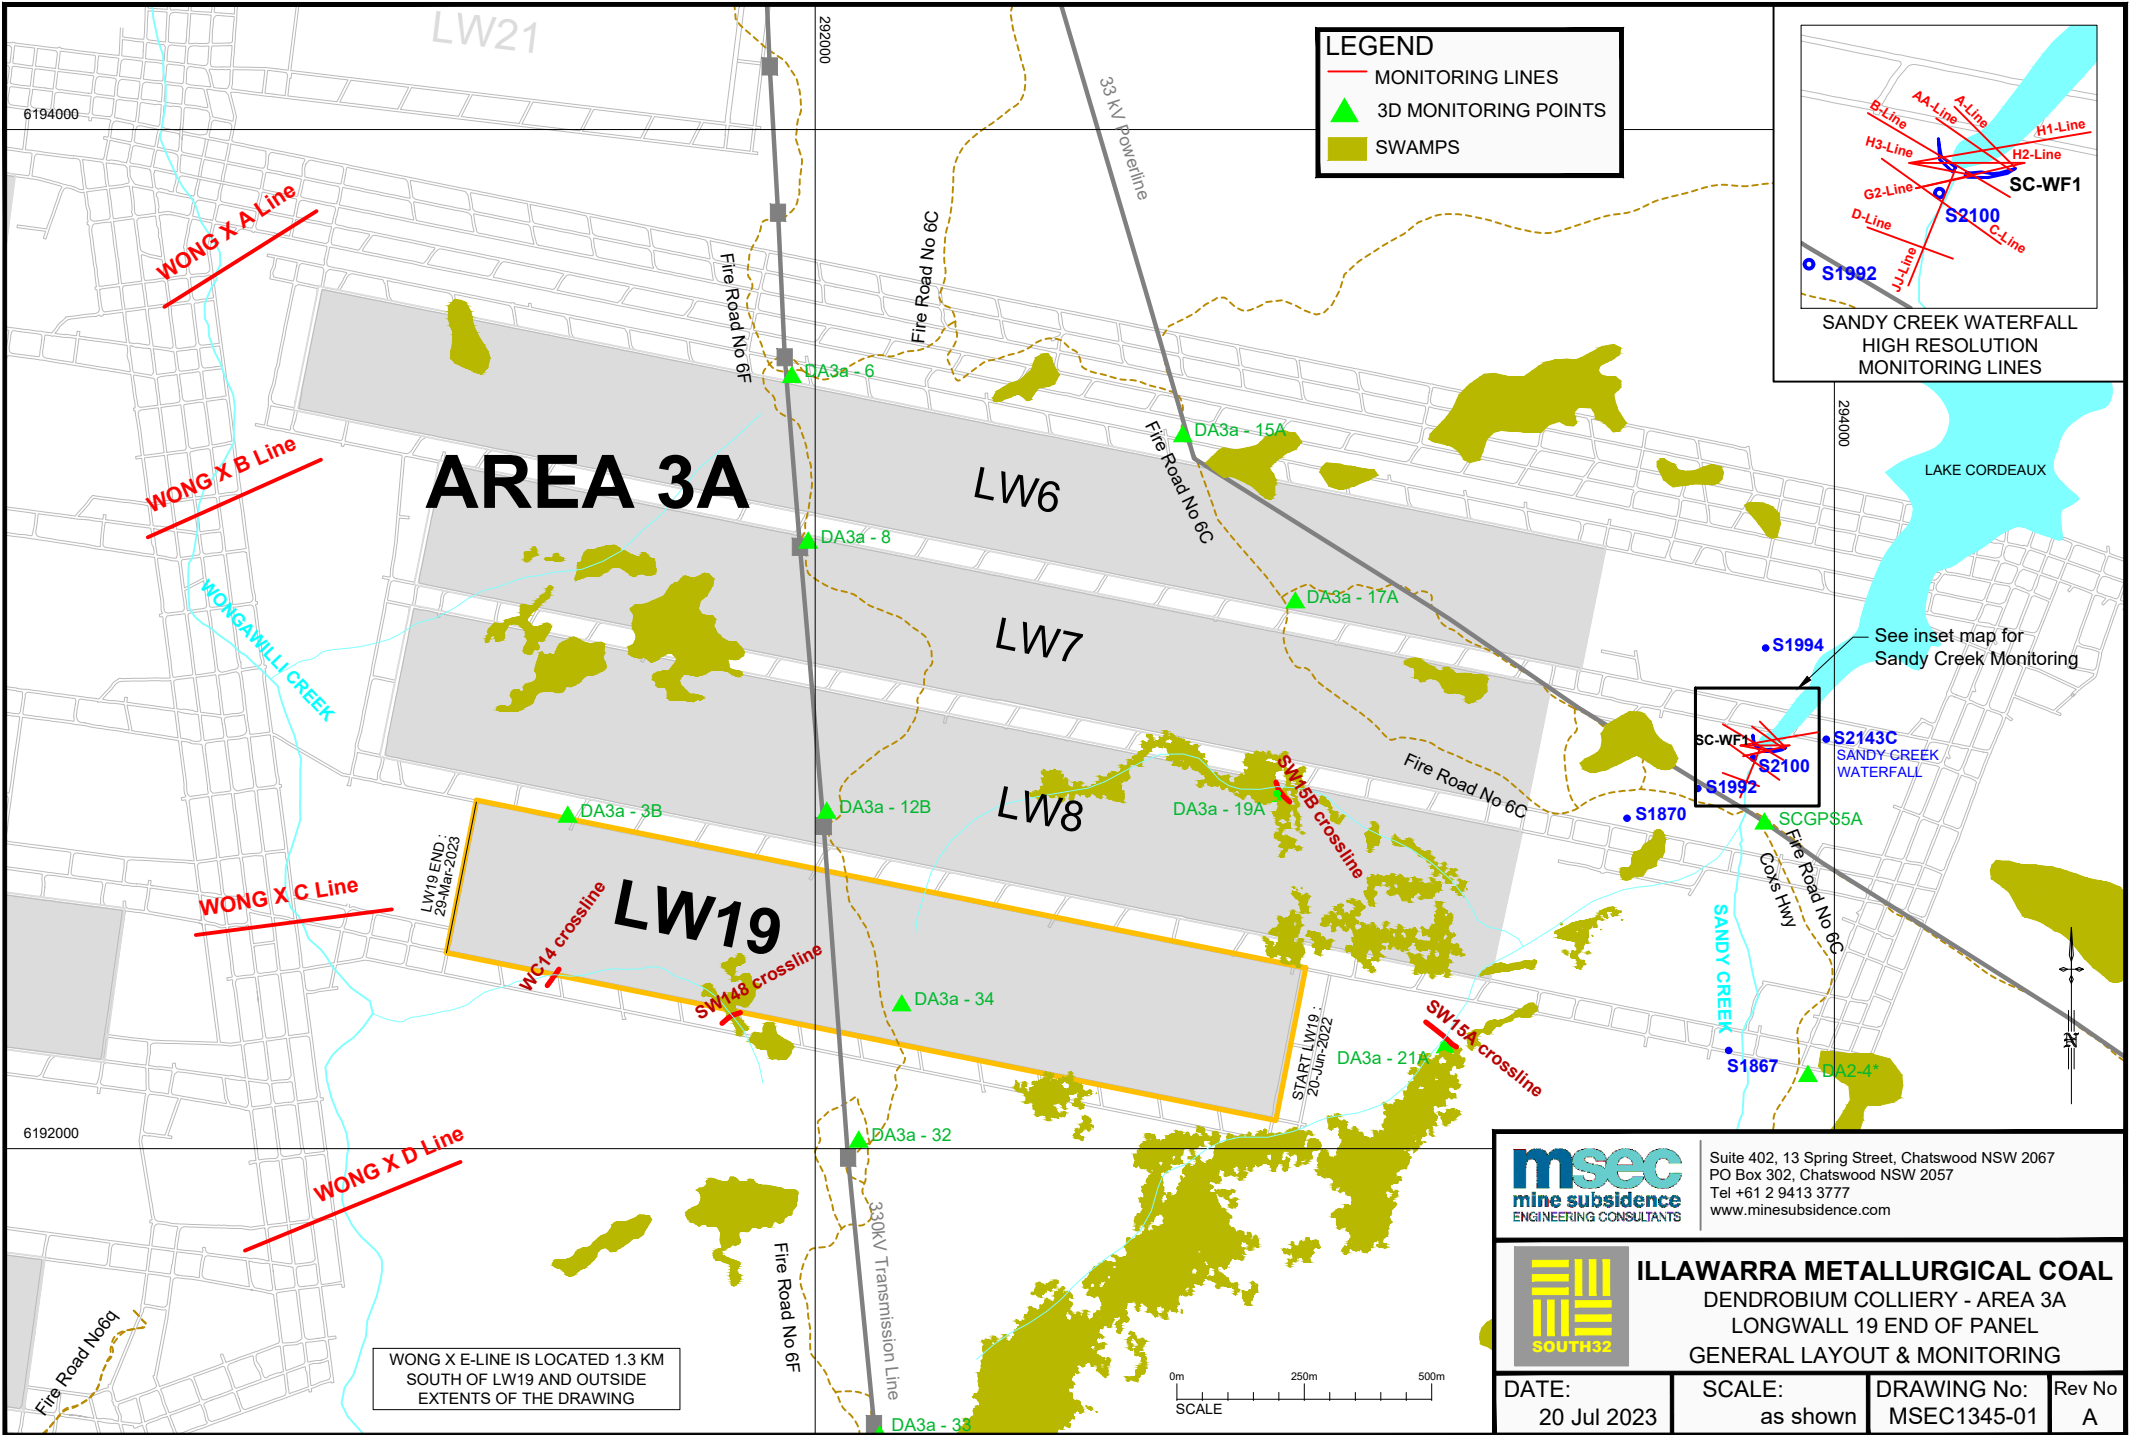 LW21
292000
6194000
33 kV Powerline
LEGEND
MONITORING LINES
3D MONITORING POINTS
SWAMPS
B-Line
AA-Line
A-Line
H1-Line
H3-Line
H2-Line
G2-Line
SC-WF1
S2100
D-Line
C-Line
JJ-Line
S1992
SANDY CREEK WATERFALL
HIGH RESOLUTION
MONITORING LINES
WONG X A Line
Fire Road No 6F
Fire Road No 6C
DA3a - 6
DA3a - 15A
Fire Road No 6C
294000
LAKE CORDEAUX
WONG X B Line
AREA 3A
LW6
DA3a - 8
DA3a - 17A
WONGAWILLI CREEK
LW7
S1994
See inset map for
Sandy Creek Monitoring
SC-WF1
S2143C
SANDY CREEK
WATERFALL
S2100
S1992
S1870
SCGPS5A
Fire Road No 6C
SW15B crossline
DA3a - 19A
LW8
DA3a - 3B
DA3a - 12B
LW19 END :
29-Mar-2023
WONG X C Line
LW19
WC14 crossline
SW148 crossline
DA3a - 34
Fire Road No 6C
Coxs Hwy
SANDY CREEK
START LW19 :
20-Jun-2022
SW15A crossline
DA3a - 21A
S1867
DA2-4*
N
6192000
DA3a - 32
WONG X D Line
330kV Transmission Line
Fire Road No 6F
Fire Road No6q
DA3a - 33
WONG X E-LINE IS LOCATED 1.3 KM
SOUTH OF LW19 AND OUTSIDE
EXTENTS OF THE DRAWING
0m 250m 500m
SCALE
msec
mine subsidence
ENGINEERING CONSULTANTS
Suite 402, 13 Spring Street, Chatswood NSW 2067
PO Box 302, Chatswood NSW 2057
Tel +61 2 9413 3777
www.minesubsidence.com
SOUTH32
ILLAWARRA METALLURGICAL COAL
DENDROBIUM COLLIERY - AREA 3A
LONGWALL 19 END OF PANEL
GENERAL LAYOUT & MONITORING
DATE:
20 Jul 2023
SCALE:
as shown
DRAWING No:
MSEC1345-01
Rev No
A